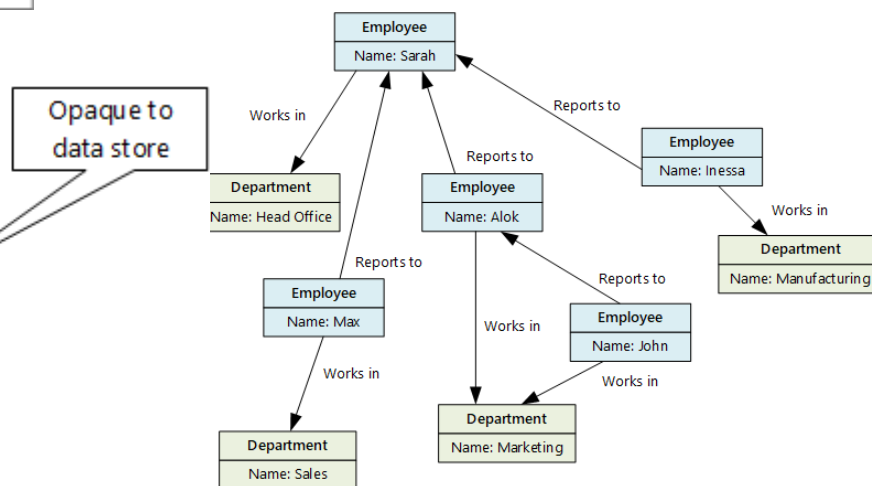 Employee
Name: Sarah
Opaque to
data store
Works in
Reports to
Reports to
Employee
Name: Inessa
Department
Name: Head Office
Employee
Name: Alok
Works in
Department
Name: Manufacturing
Reports to
Reports to
Employee
Name: Max
Employee
Name: John
Works in
Works in
Works in
Department
Name: Marketing
Department
Name: Sales